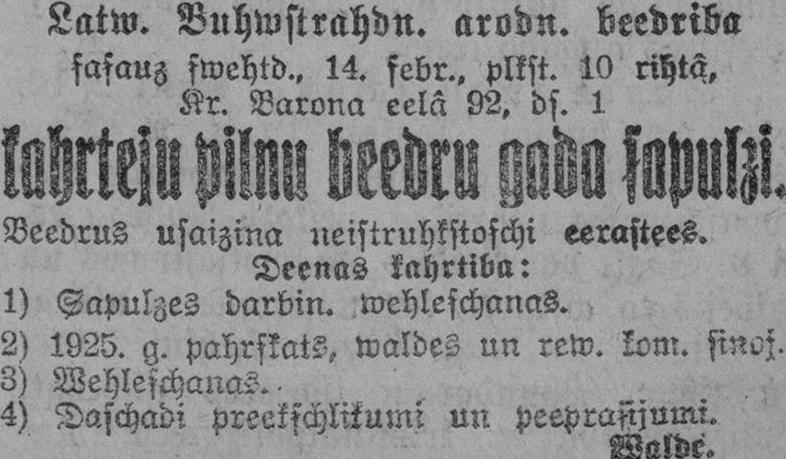 Latw. Buhwstrahdn. arodn. beedriba
sasauz swehtd., 14. febr., plkst. 10 rihtâ,
Kr. Barona eelâ 92, ds. 1
kahrteju pilnu beedru gada sapulzi.
Beedrus usaizina neistruhkstoschi eerastees.
Deenas kahrtiba:
1) Sapulzes darbin. wehleschanas.
2) 1925. g. pahrskats, waldes un rew. kom. sinoj.
3) Wehleschanas.
4) Daschadi preekschlikumi un peeprasijumi.
Walde.